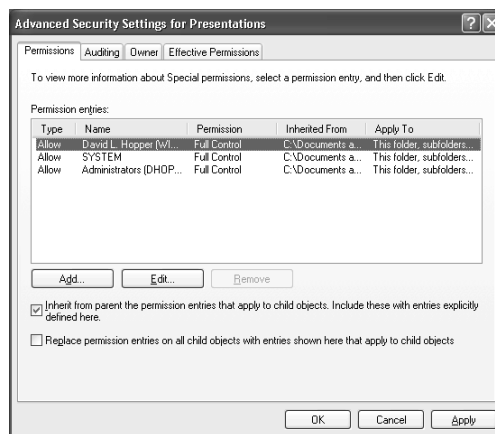 Advanced Security Settings for Presentations
Permissions Auditing Owner Effective Permissions
To view more information about Special permissions, select a permission entry, and then click Edit.
Permission entries:
Type Name Permission Inherited From Apply To
Allow David L. Hopper (WI... Full Control C:\Documents a... This folder, subfolders...
Allow SYSTEM Full Control C:\Documents a... This folder, subfolders...
Allow Administrators (DHOP... Full Control C:\Documents a... This folder, subfolders...
Add... Edit... Remove
Inherit from parent the permission entries that apply to child objects. Include these with entries explicitly
defined here.
Replace permission entries on all child objects with entries shown here that apply to child objects
OK Cancel Apply